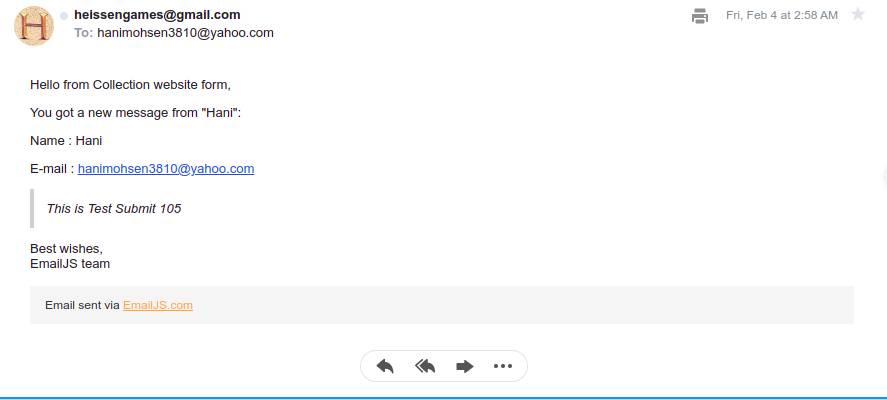 heissengames@gmail.com
Fri, Feb 4 at 2:58 AM
To: hanimohsen3810@yahoo.com
Hello from Collection website form,
You got a new message from "Hani":
Name : Hani
E-mail : hanimohsen3810@yahoo.com
This is Test Submit 105
Best wishes,
EmailJS team
Email sent via EmailJS.com